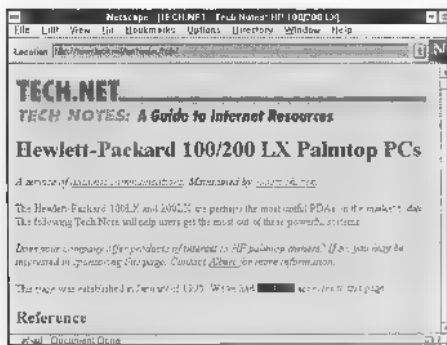 Netscape - [TECH.NET Tech Notes: HP 100/200 LX]
File Edit View Go Bookmarks Options Directory Window Help
Location
TECH.NET
TECH NOTES: A Guide to Internet Resources
Hewlett-Packard 100/200 LX Palmtop PCs
A service of Maintained by
The Hewlett-Packard 100LX and 200LX are perhaps the most useful PDAs on the market
The following Tech Note will help users get the most out of these powerful systems
Does your company offer products of interest to HP palmtop owners? If so, you may be
interested in sponsoring this page. Contact for more information.
This page was established in 1995. We've had accesses to this page
Reference
Document Done